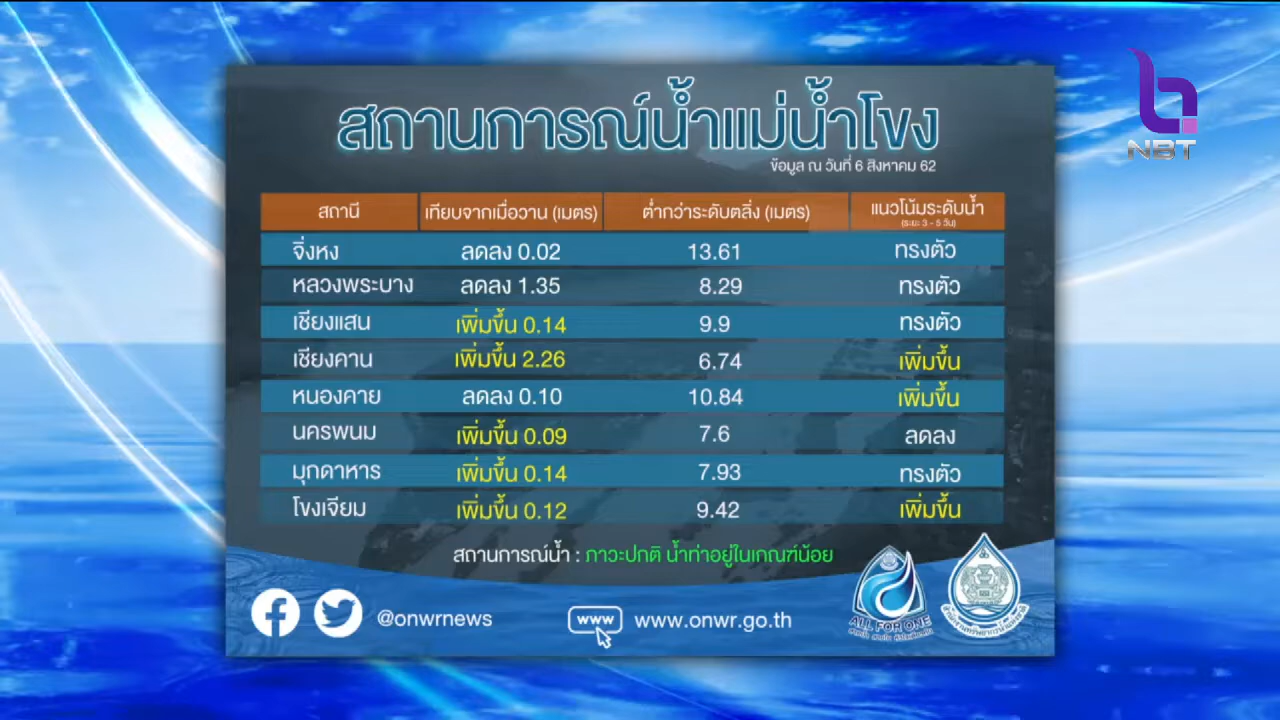 สถานการณ์น้ำแม่น้ำโขง
ข้อมูล ณ วันที่ 6 สิงหาคม 62
NBT
สถานี เทียบจากเมื่อวาน (เมตร) ต่ำกว่าระดับตลิ่ง (เมตร) แนวโน้มระดับน้ำ
(ระยะ 3 - 5 วัน)
จิ่งหง ลดลง 0.02 13.61 ทรงตัว
หลวงพระบาง ลดลง 1.35 8.29 ทรงตัว
เชียงแสน เพิ่มขึ้น 0.14 9.9 ทรงตัว
เชียงคาน เพิ่มขึ้น 2.26 6.74 เพิ่มขึ้น
หนองคาย ลดลง 0.10 10.84 เพิ่มขึ้น
นครพนม เพิ่มขึ้น 0.09 7.6 ลดลง
มุกดาหาร เพิ่มขึ้น 0.14 7.93 ทรงตัว
โขงเจียม เพิ่มขึ้น 0.12 9.42 เพิ่มขึ้น
สถานการณ์น้ำ : ภาวะปกติ น้ำท่าอยู่ในเกณฑ์น้อย
@onwrnews
www
www.onwr.go.th
ALL FOR ONE